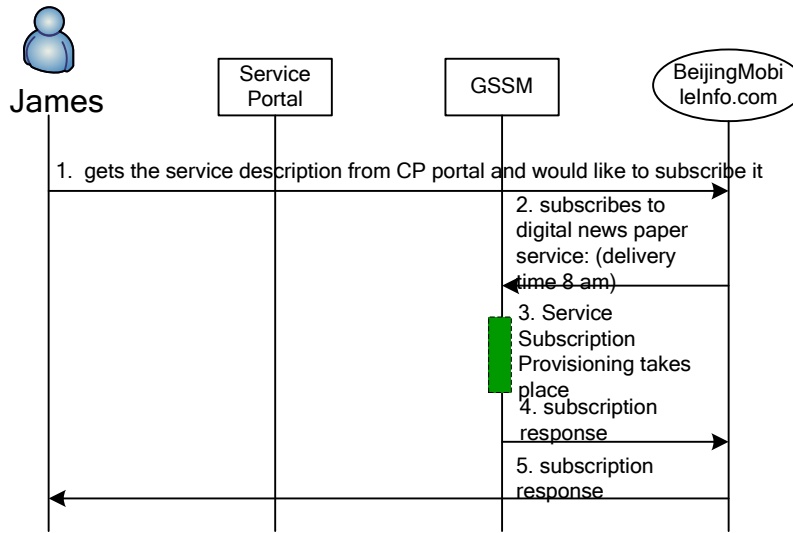 James
Service
Portal
GSSM
BeijingMobi
leInfo.com
1. gets the service description from CP portal and would like to subscribe it
2. subscribes to
digital news paper
service: (delivery
time 8 am)
3. Service
Subscription
Provisioning takes
place
4. subscription
response
5. subscription
response